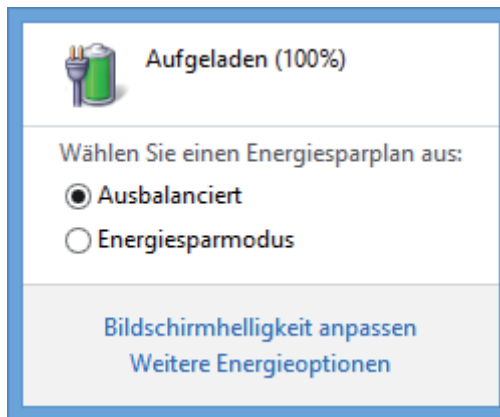 Aufgeladen (100%)
Wählen Sie einen Energiesparplan aus:
Ausbalanciert
Energiesparmodus
Bildschirmhelligkeit anpassen
Weitere Energieoptionen